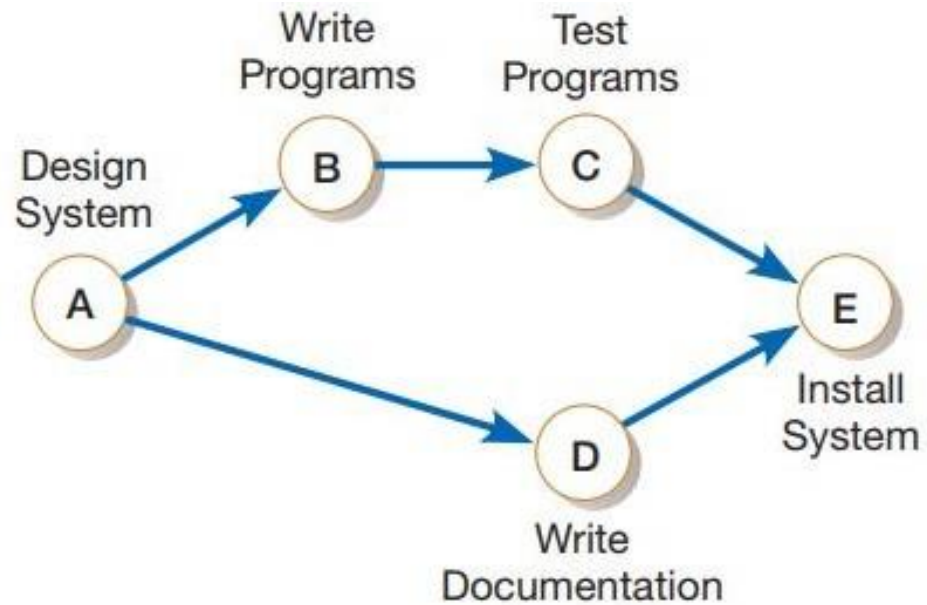 Write
Programs
Test
Programs
Design
System
B
C
A
E
Install
System
D
Write
Documentation